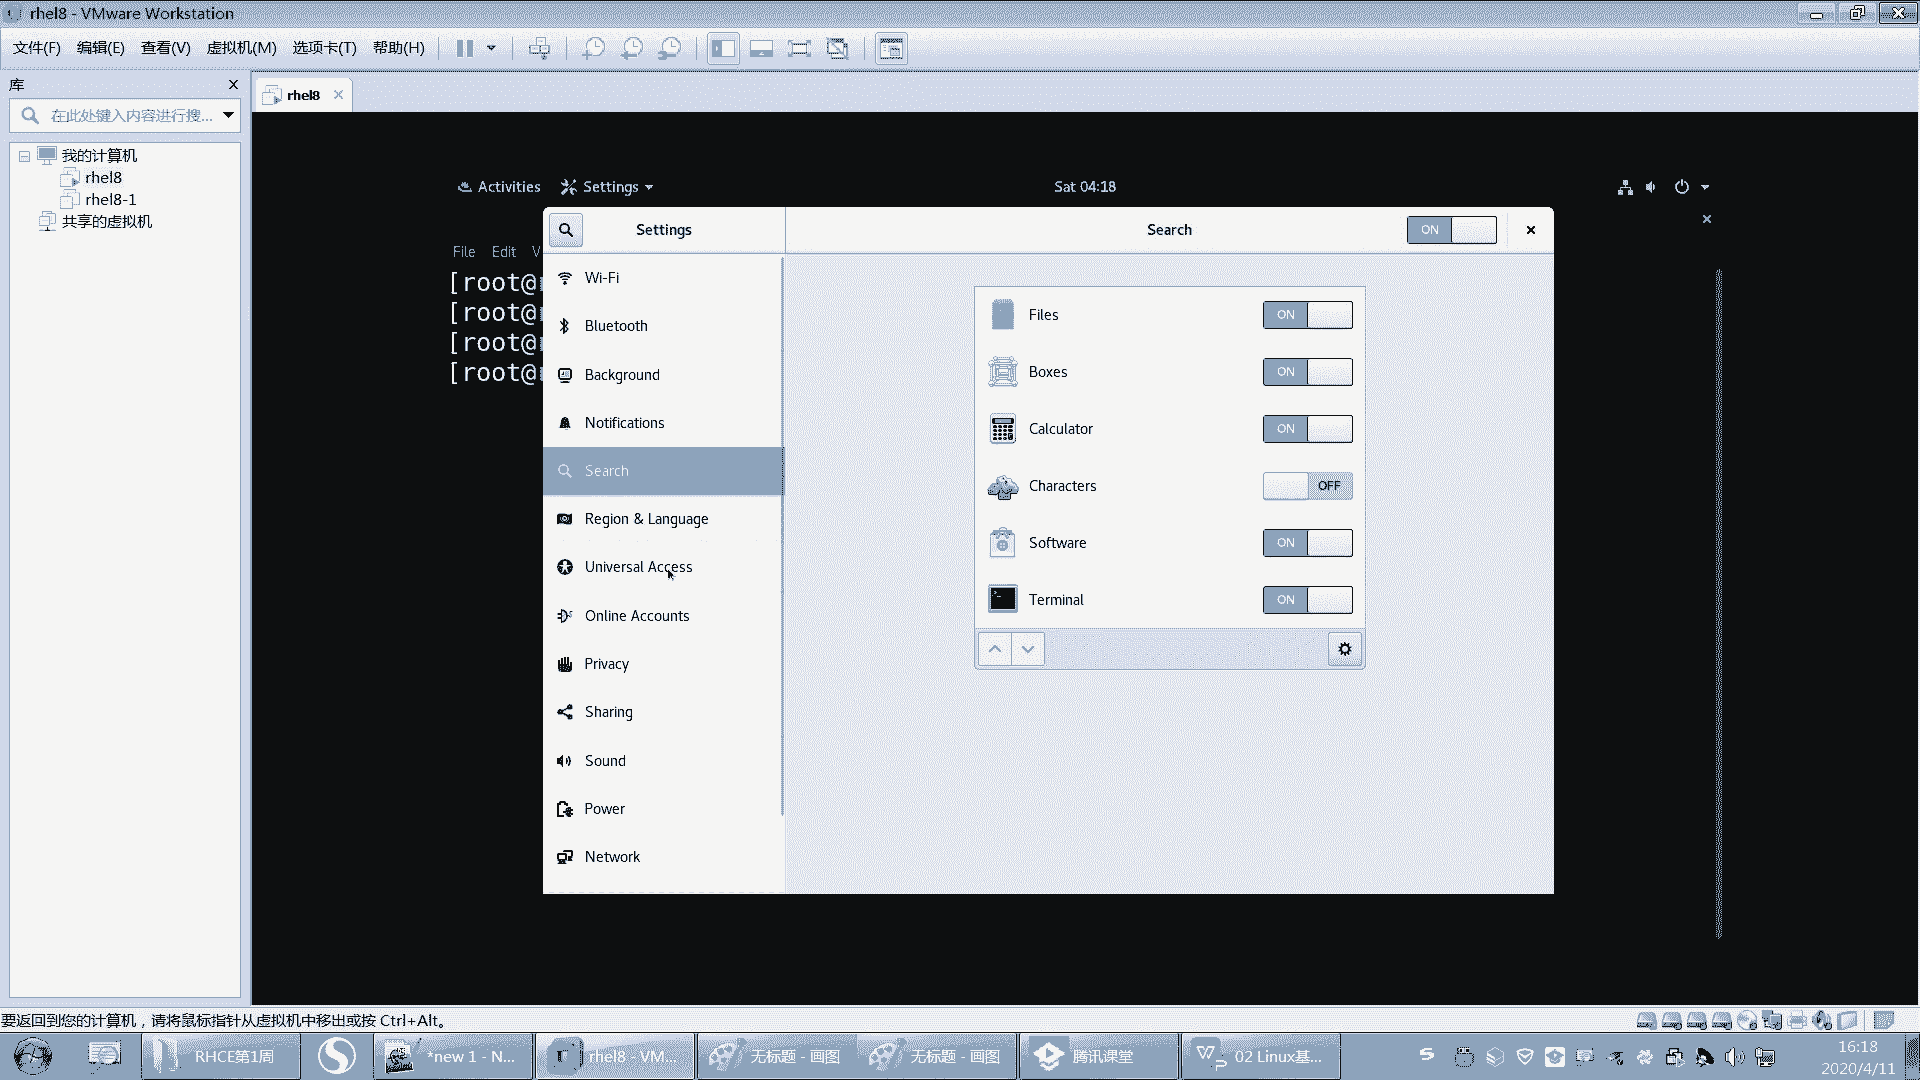 rhel8 - VMware Workstation
文件(F) 编辑(E) 查看(V) 虚拟机(M) 选项卡(T) 帮助(H)
库
在此处键入内容进行搜...
我的计算机
rhel8
rhel8-1
共享的虚拟机
rhel8
Activities Settings Sat 04:18
Settings Search ON
File Edit V
[root@
[root@
[root@
[root@
Wi-Fi
Bluetooth
Background
Notifications
Search
Region & Language
Universal Access
Online Accounts
Privacy
Sharing
Sound
Power
Network
Files ON
Boxes ON
Calculator ON
Characters OFF
Software ON
Terminal ON
要返回到您的计算机，请将鼠标指针从虚拟机中移出或按 Ctrl+Alt。
RHCE第1周 *new 1 - N... rhel8 - VM... 无标题 - 画图 无标题 - 画图 腾讯课堂 02 Linux基...
16:18
2020/4/11